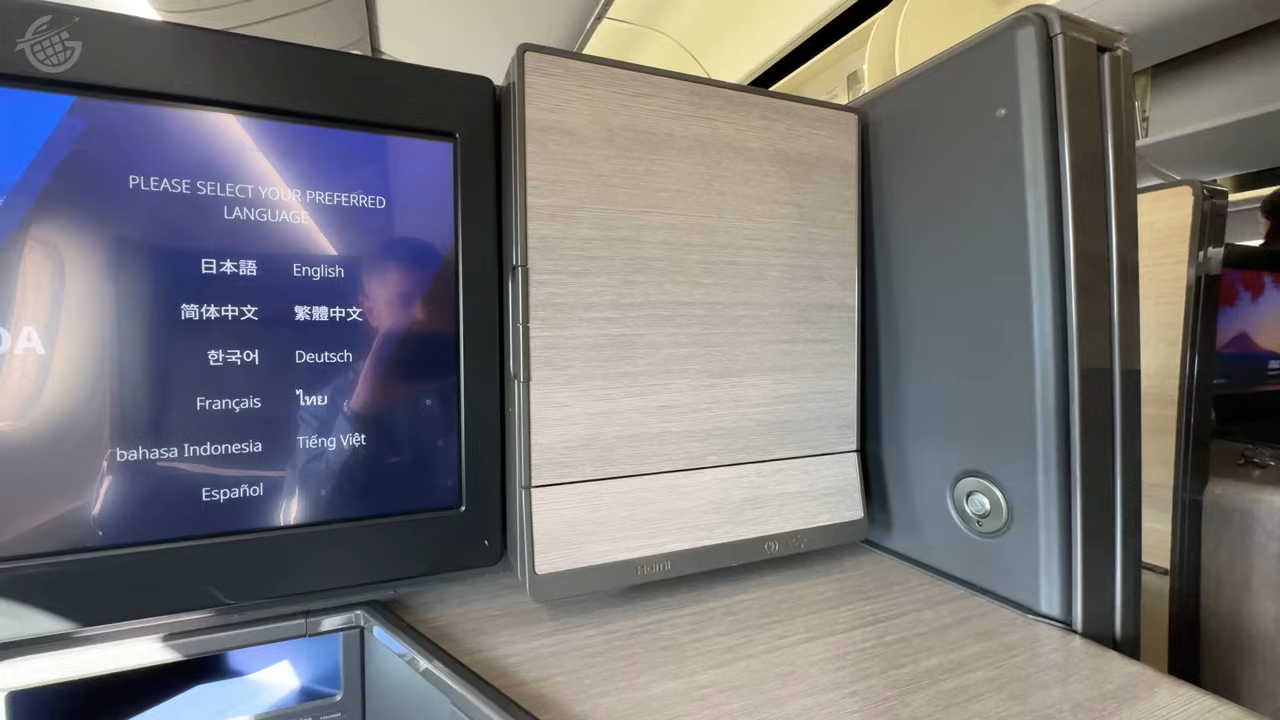 PLEASE SELECT YOUR PREFERRED
LANGUAGE
日本語 English
简体中文 繁體中文
한국어 Deutsch
Français ไทย
bahasa Indonesia Tiếng Việt
Español
DA
HDMI